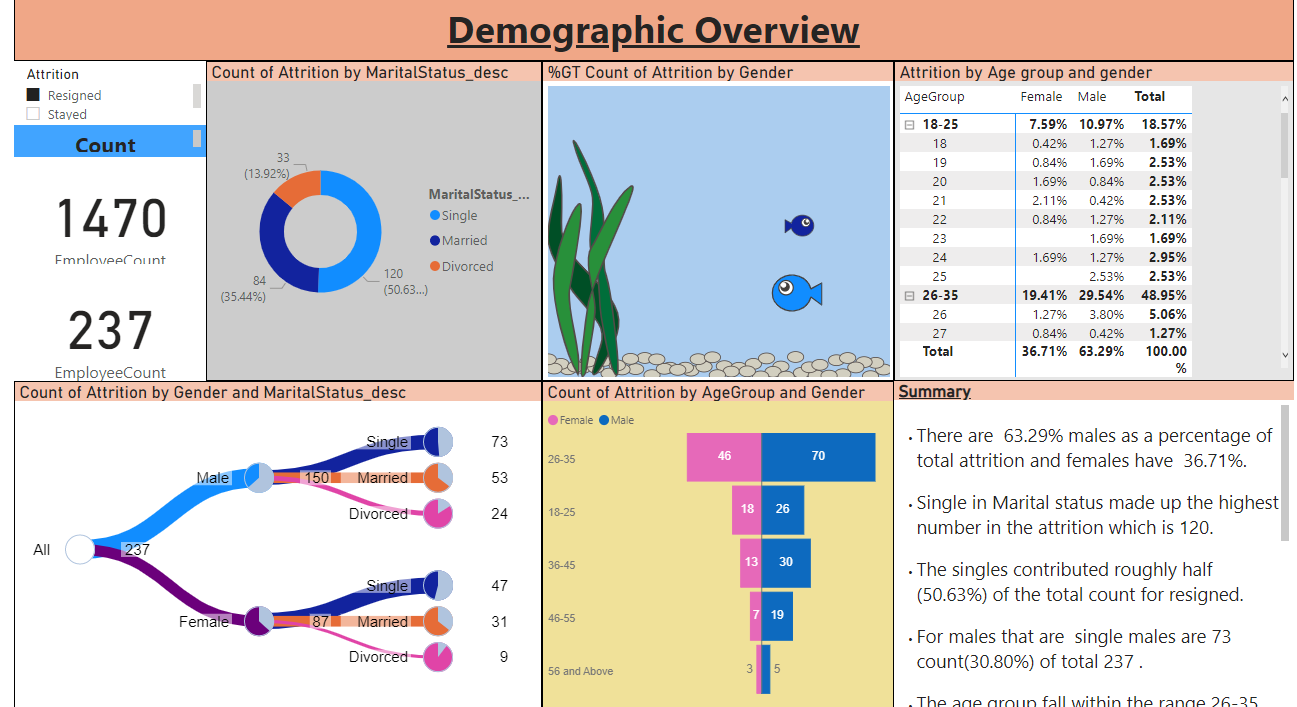 Demographic Overview
Attrition
Resigned
Stayed
Count
1470
EmployeeCount
237
EmployeeCount
Count of Attrition by MaritalStatus_desc
33
(13.92%)
84
(35.44%)
120
(50.63...)
MaritalStatus_...
Single
Married
Divorced
%GT Count of Attrition by Gender
Attrition by Age group and gender
AgeGroup Female Male Total
18-25 7.59% 10.97% 18.57%
18 0.42% 1.27% 1.69%
19 0.84% 1.69% 2.53%
20 1.69% 0.84% 2.53%
21 2.11% 0.42% 2.53%
22 0.84% 1.27% 2.11%
23 1.69% 1.69%
24 1.69% 1.27% 2.95%
25 2.53% 2.53%
26-35 19.41% 29.54% 48.95%
26 1.27% 3.80% 5.06%
27 0.84% 0.42% 1.27%
Total 36.71% 63.29% 100.00
%
Count of Attrition by Gender and MaritalStatus_desc
All
237
Male
150
Single 73
Married 53
Divorced 24
Female
87
Single 47
Married 31
Divorced 9
Count of Attrition by AgeGroup and Gender
Female Male
26-35 46 70
18-25 18 26
36-45 13 30
46-55 7 19
56 and Above 3 5
Summary
• There are 63.29% males as a percentage of
total attrition and females have 36.71%.
• Single in Marital status made up the highest
number in the attrition which is 120.
• The singles contributed roughly half
(50.63%) of the total count for resigned.
• For males that are single males are 73
count(30.80%) of total 237 .
• The age group fall within the range 26-35